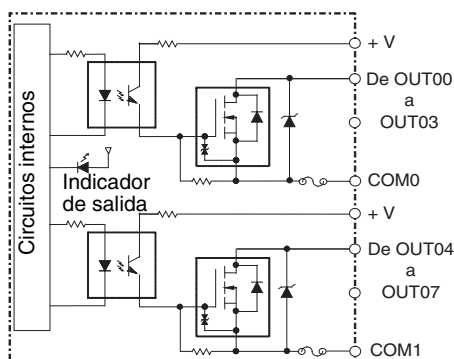 Circuitos internos
+ V
De OUT00
a
OUT03
Indicador
de salida
COM0
+ V
De OUT04
a
OUT07
COM1